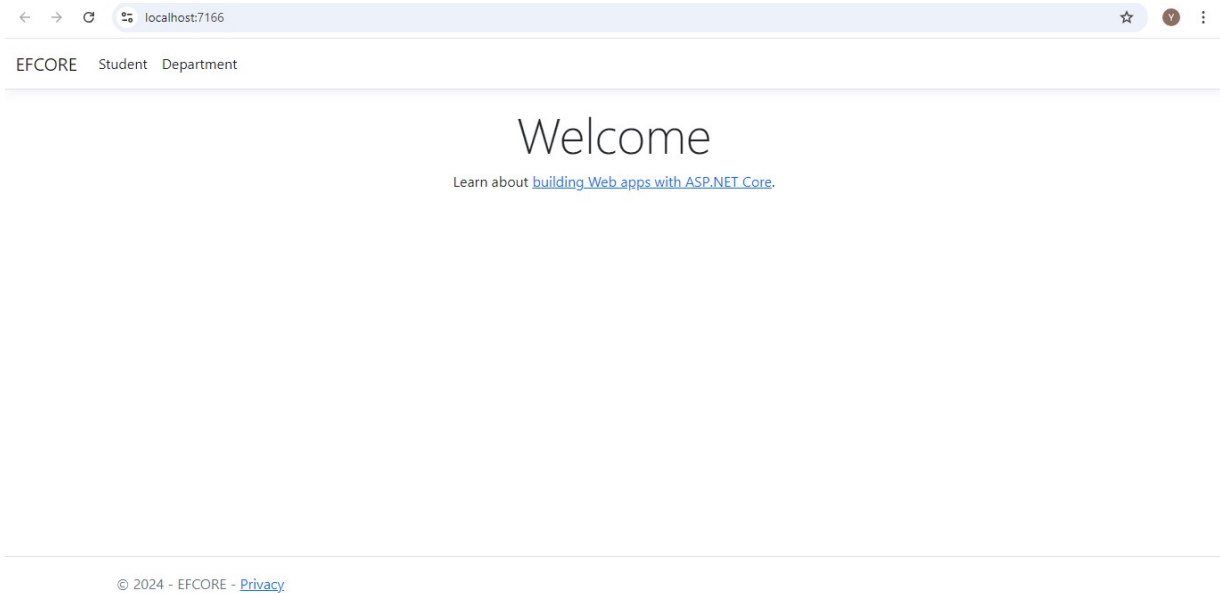 localhost:7166
Y
EFCORE Student Department
Welcome
Learn about building Web apps with ASP.NET Core.
© 2024 - EFCORE - Privacy